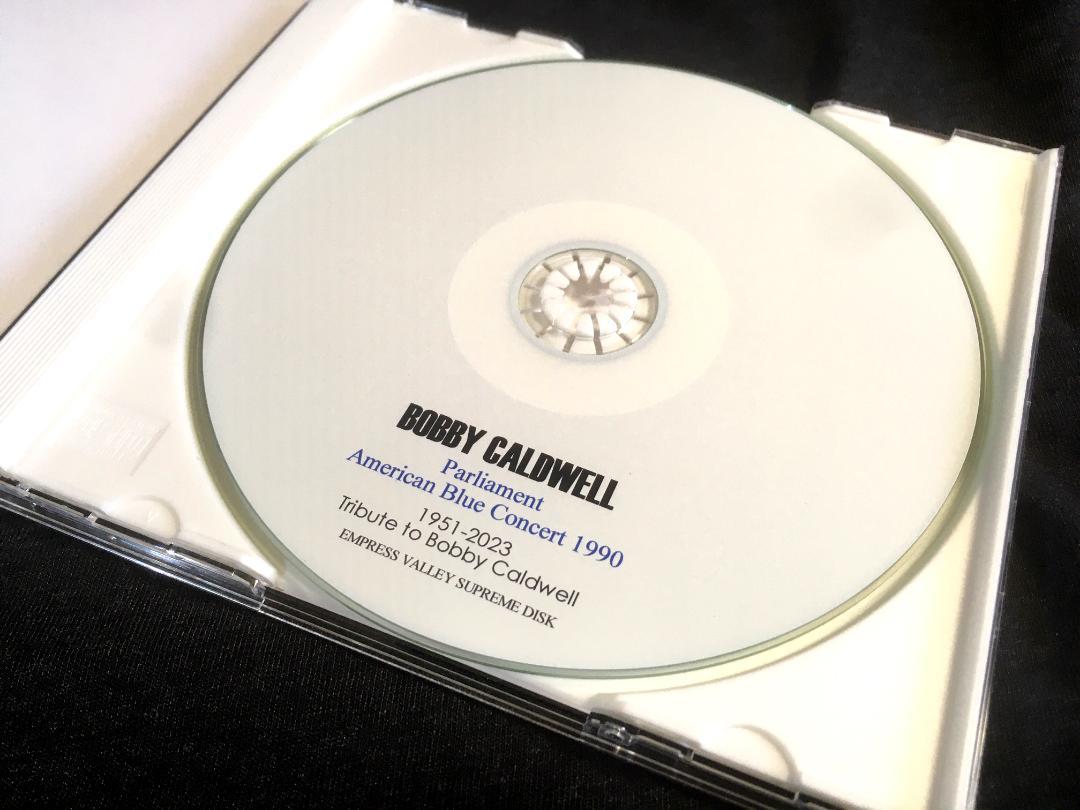 BOBBY CALDWELL
Parliament
American Blue Concert 1990
1951-2023
Tribute to Bobby Caldwell
EMPRESS VALLEY SUPREME DISK